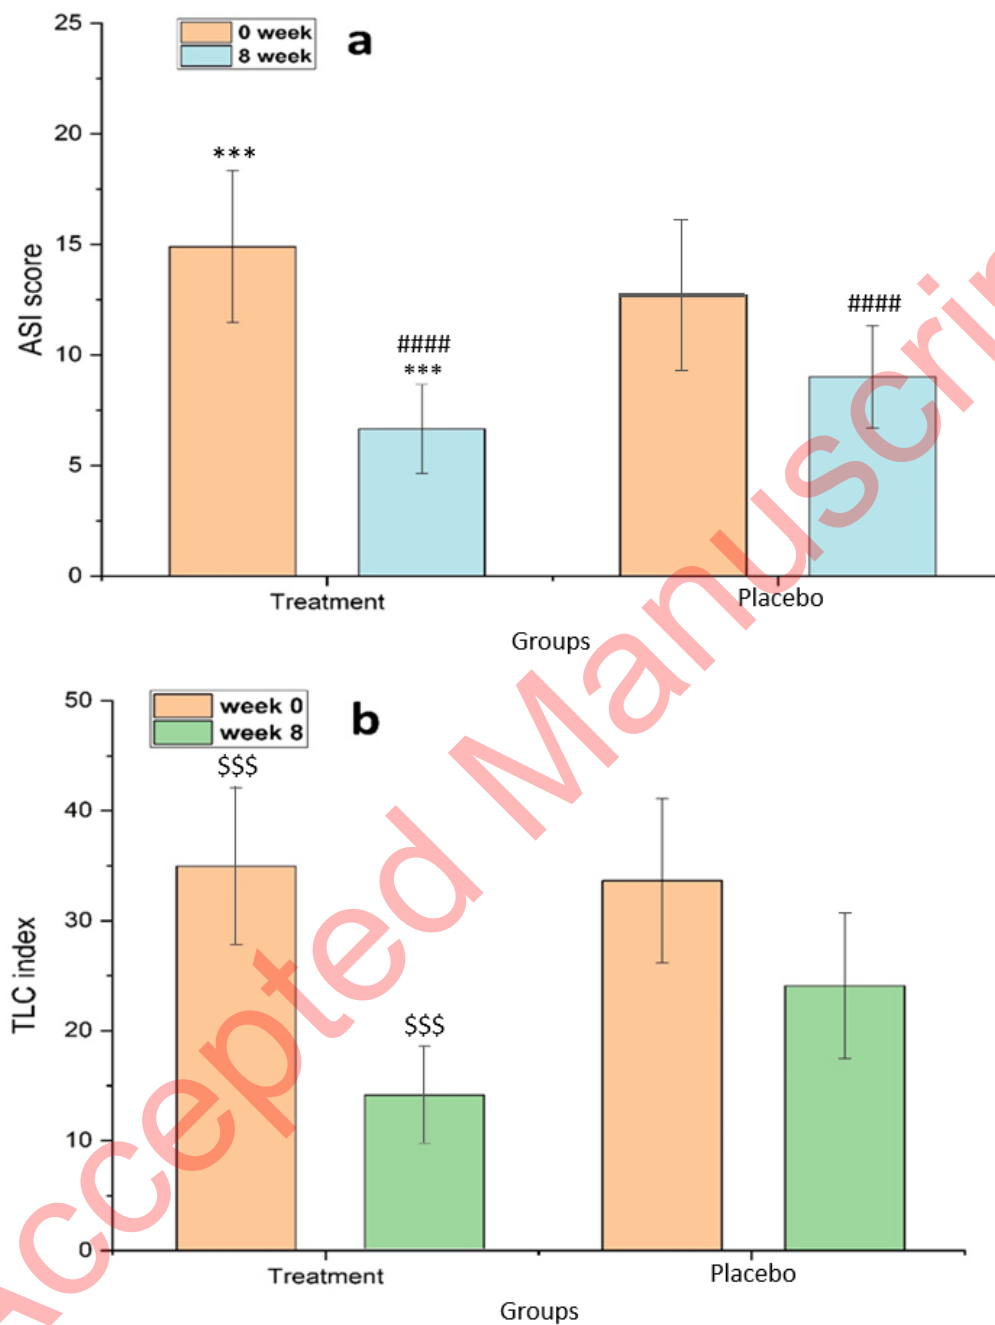 25
0 week
8 week
a
20
***
15
ASI score
####
***
####
10
5
0
Treatment
Placebo
Groups
50
week 0
week 8
b
$$$
40
30
TLC index
$$$
20
10
0
Treatment
Placebo
Groups
Accepted Manuscrip